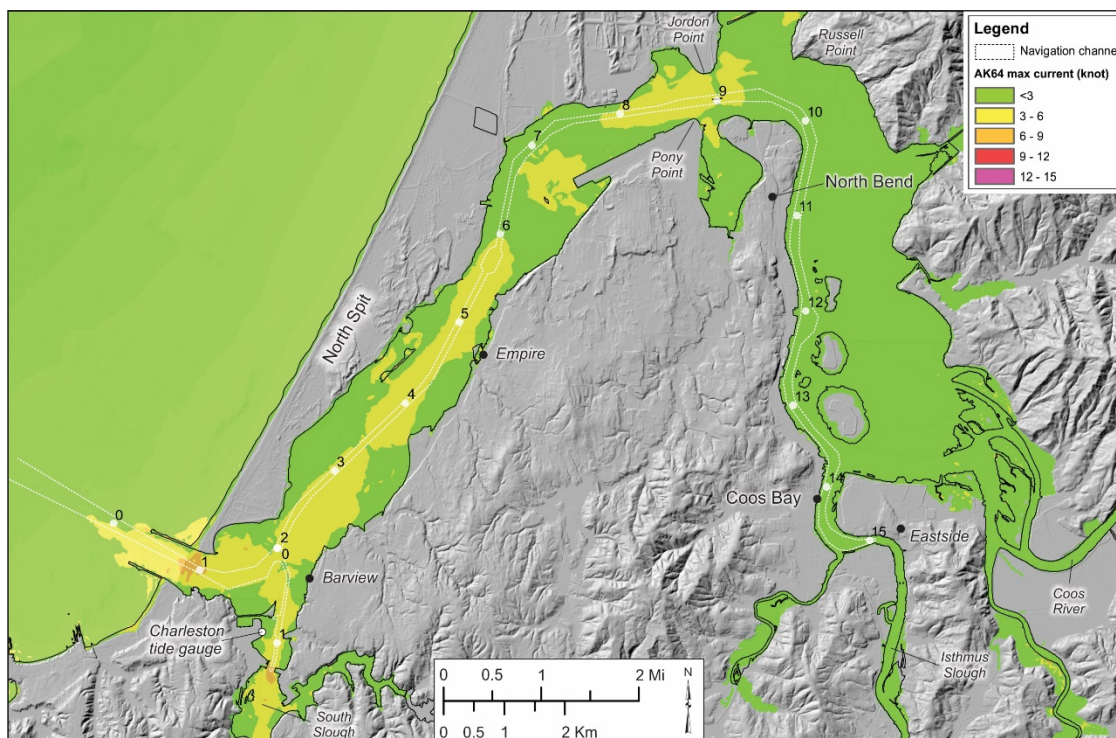 Jordon
Point
Russell
Point
Legend
Navigation channel
AK64 max current (knot)
<3
3 - 6
6 - 9
9 - 12
12 - 15
9
8
10
7
Pony
Point
North Bend
11
6
12
5
North Spit
Empire
4
13
3
14
Coos Bay
0
15
Eastside
2
0
1
Barview
Coos
River
Charleston
tide gauge
1
Isthmus
Slough
South
Slough
0 0.5 1 2 Mi
0 0.5 1 2 Km
N